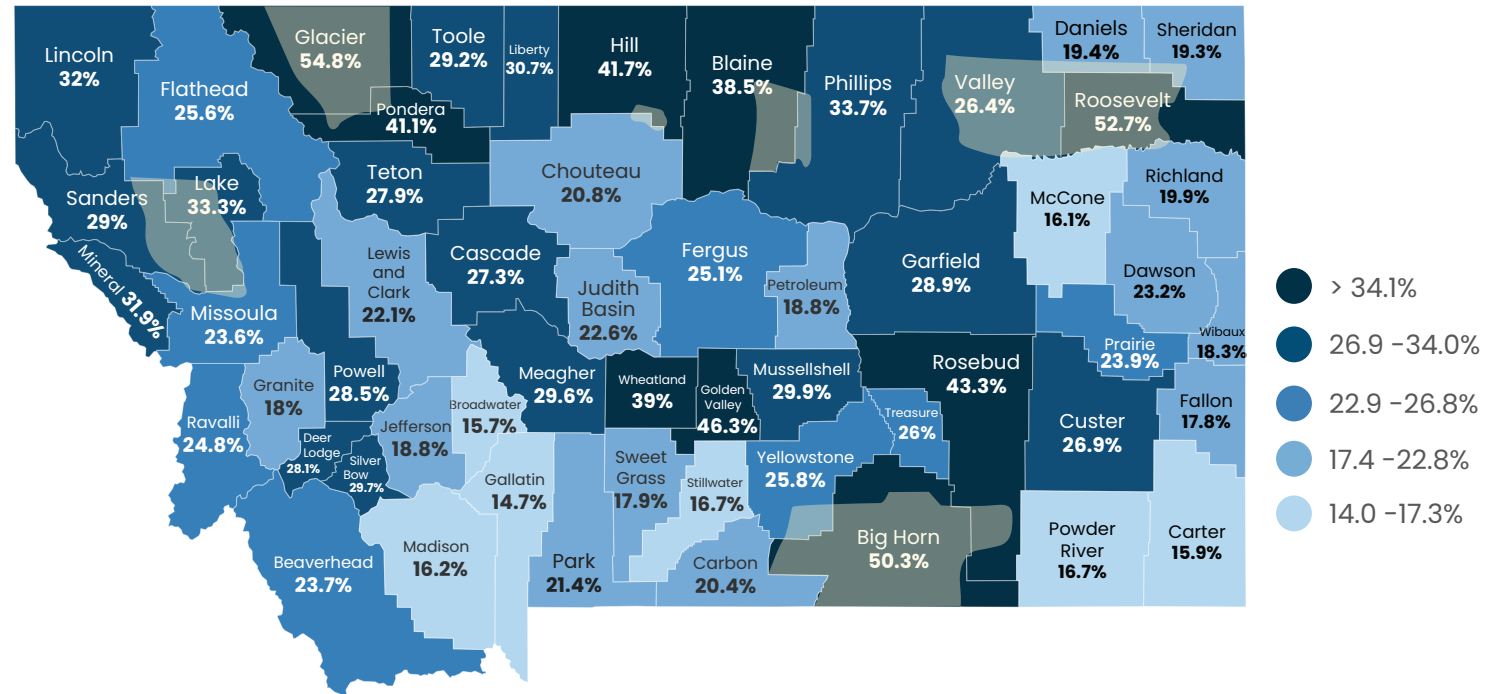 Lincoln
32%
Flathead
25.6%
Glacier
54.8%
Toole
29.2%
Liberty
30.7%
Hill
41.7%
Blaine
38.5%
Phillips
33.7%
Valley
26.4%
Daniels
19.4%
Sheridan
19.3%
Roosevelt
52.7%
Pondera
41.1%
Teton
27.9%
Chouteau
20.8%
Sanders
29%
Lake
33.3%
McCone
16.1%
Richland
19.9%
Mineral 31.9%
Missoula
23.6%
Lewis
and
Clark
22.1%
Cascade
27.3%
Judith
Basin
22.6%
Fergus
25.1%
Petroleum
18.8%
Garfield
28.9%
Dawson
23.2%
Prairie
23.9%
Wibaux
18.3%
Granite
18%
Powell
28.5%
Meagher
29.6%
Wheatland
39%
Golden
Valley
46.3%
Mussellshell
29.9%
Rosebud
43.3%
Ravalli
24.8%
Deer
Lodge
28.1%
Silver
Bow
29.7%
Jefferson
18.8%
Broadwater
15.7%
Treasure
26%
Custer
26.9%
Fallon
17.8%
Gallatin
14.7%
Sweet
Grass
17.9%
Stillwater
16.7%
Yellowstone
25.8%
Beaverhead
23.7%
Madison
16.2%
Park
21.4%
Carbon
20.4%
Big Horn
50.3%
Powder
River
16.7%
Carter
15.9%
> 34.1%
26.9 -34.0%
22.9 -26.8%
17.4 -22.8%
14.0 -17.3%